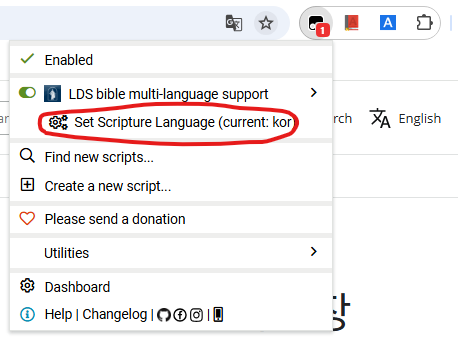 1
A
Enabled
LDS bible multi-language support
Set Scripture Language (current: kor)
rch
English
Find new scripts...
Create a new script...
Please send a donation
Utilities
Dashboard
Help | Changelog |